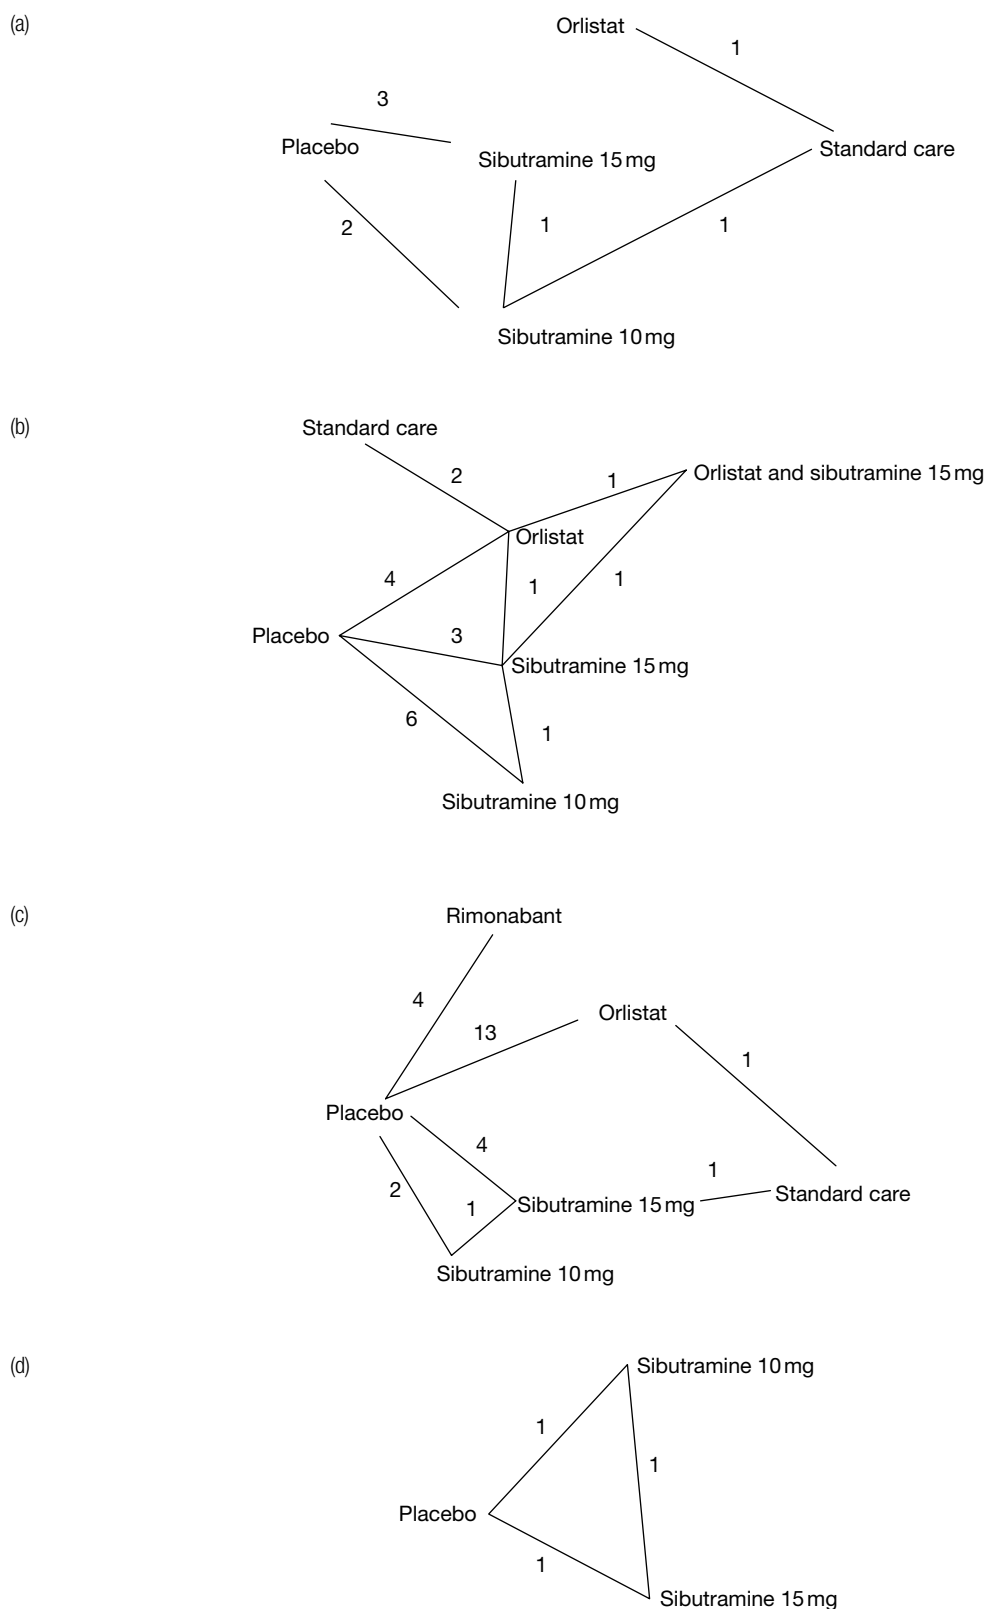 (a)
Orlistat
1
3
Placebo
Sibutramine 15 mg
Standard care
2
1
1
Sibutramine 10 mg
(b)
Standard care
2
1
Orlistat and sibutramine 15 mg
Orlistat
4
1
1
Placebo
3
Sibutramine 15 mg
6
1
Sibutramine 10 mg
(c)
Rimonabant
4
13
Orlistat
1
Placebo
4
1
2
1
Sibutramine 15 mg
Standard care
Sibutramine 10 mg
(d)
Sibutramine 10 mg
1
1
Placebo
1
Sibutramine 15 mg